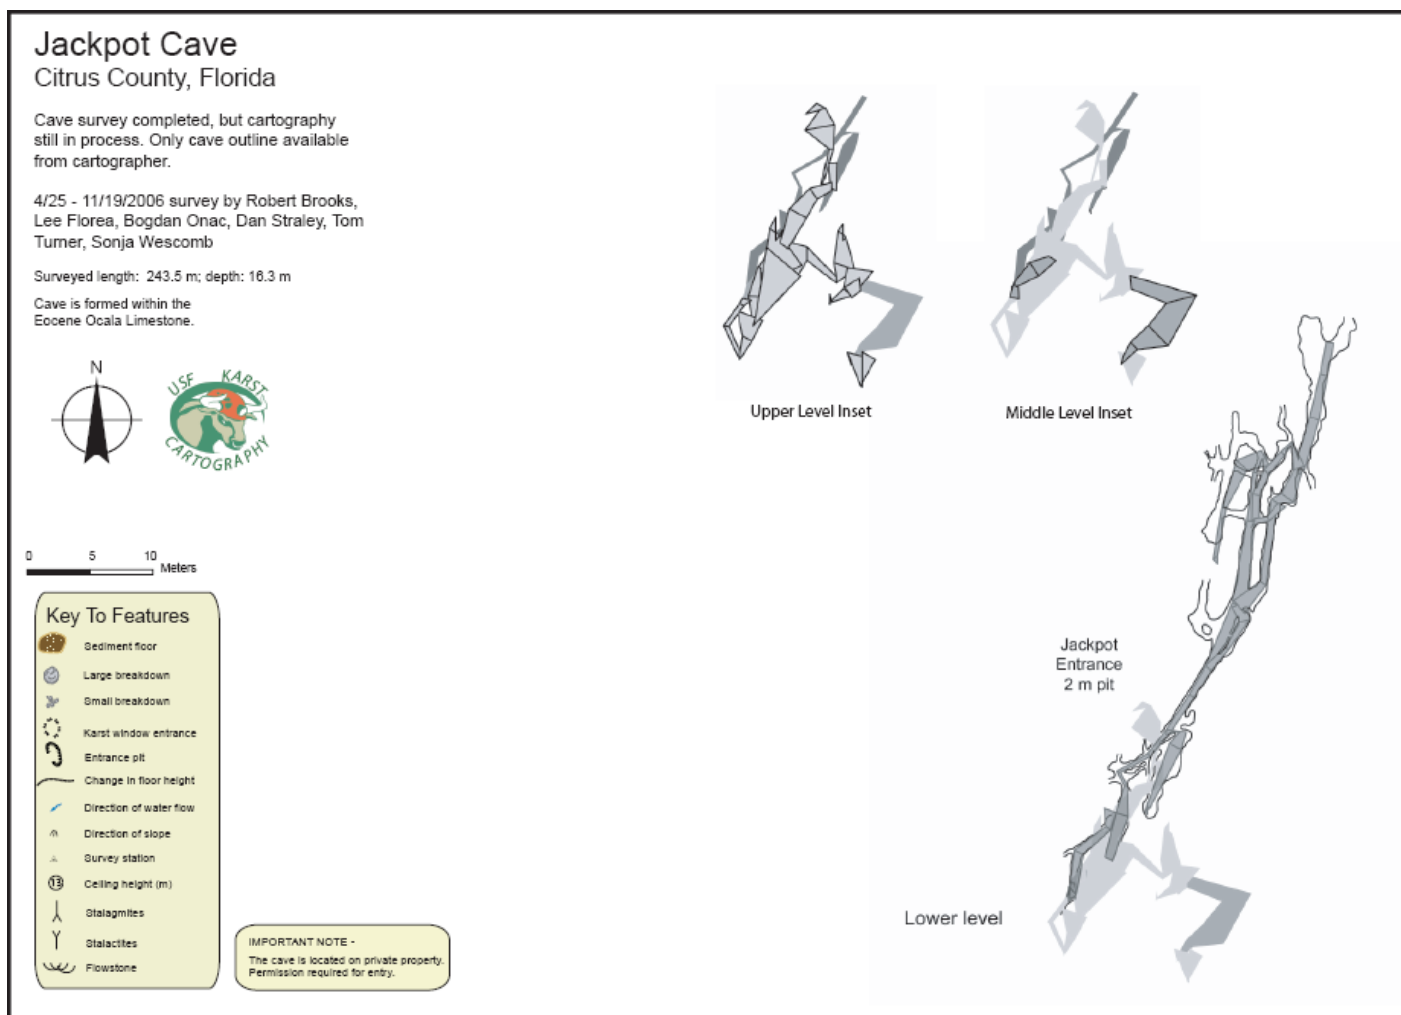 Jackpot Cave
Citrus County, Florida
Cave survey completed, but cartography
still in process. Only cave outline available
from cartographer.
4/25 - 11/19/2006 survey by Robert Brooks,
Lee Florea, Bogdan Onac, Dan Straley, Tom
Turner, Sonja Wescomb
Surveyed length: 243.5 m; depth: 16.3 m
Cave is formed within the
Eocene Ocala Limestone.
N
USF KARST
CARTOGRAPHY
0 5 10
Meters
Key To Features
Sediment floor
Large breakdown
Small breakdown
Karst window entrance
Entrance pit
Change in floor height
Direction of water flow
Direction of slope
Survey station
13
Ceiling height (m)
Stalagmites
Stalactites
Flowstone
IMPORTANT NOTE -
The cave is located on private property.
Permission required for entry.
Upper Level Inset
Middle Level Inset
Jackpot
Entrance
2 m pit
Lower level